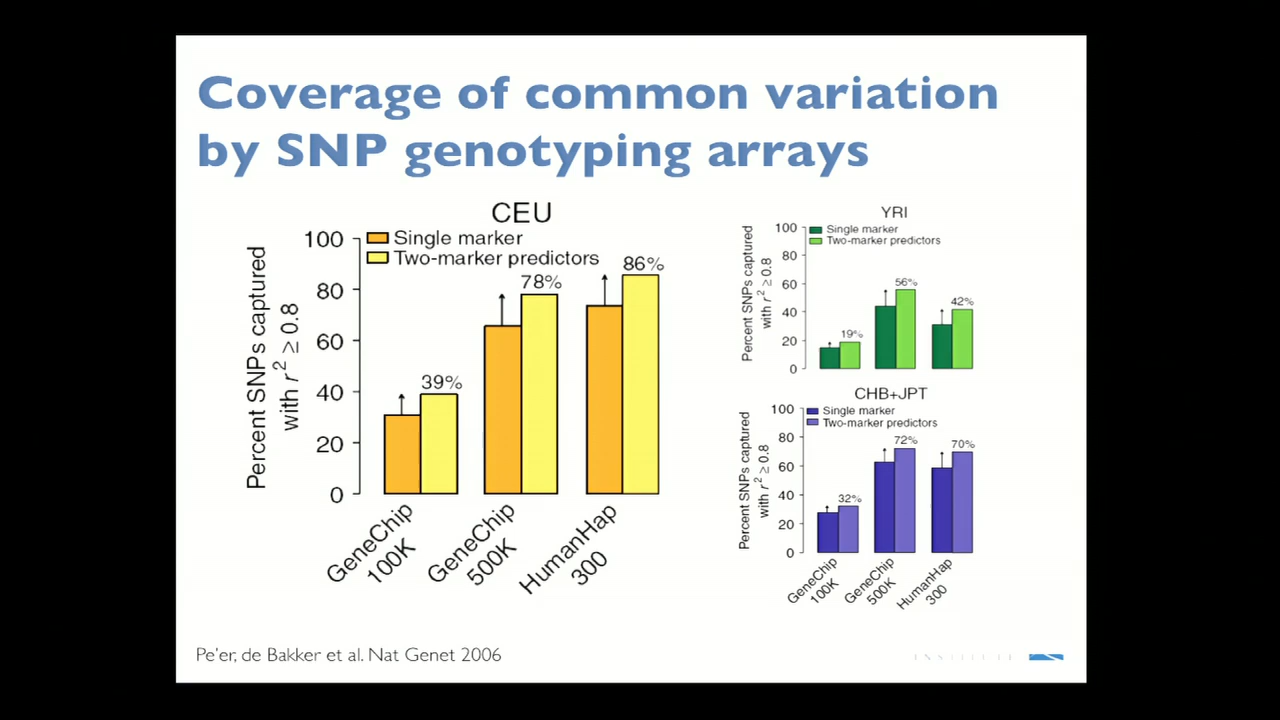 Coverage of common variation
by SNP genotyping arrays
CEU
Single marker
Two-marker predictors
Percent SNPs captured
with r² ≥ 0.8
100
80
60
40
20
0
39%
78%
86%
GeneChip
100K
GeneChip
500K
HumanHap
300
YRI
Single marker
Two-marker predictors
Percent SNPs captured
with r² ≥ 0.8
100
80
60
40
20
0
19%
56%
42%
CHB+JPT
Single marker
Two-marker predictors
Percent SNPs captured
with r² ≥ 0.8
100
80
60
40
20
0
32%
72%
70%
GeneChip
100K
GeneChip
500K
HumanHap
300
Pe'er, de Bakker et al. Nat Genet 2006